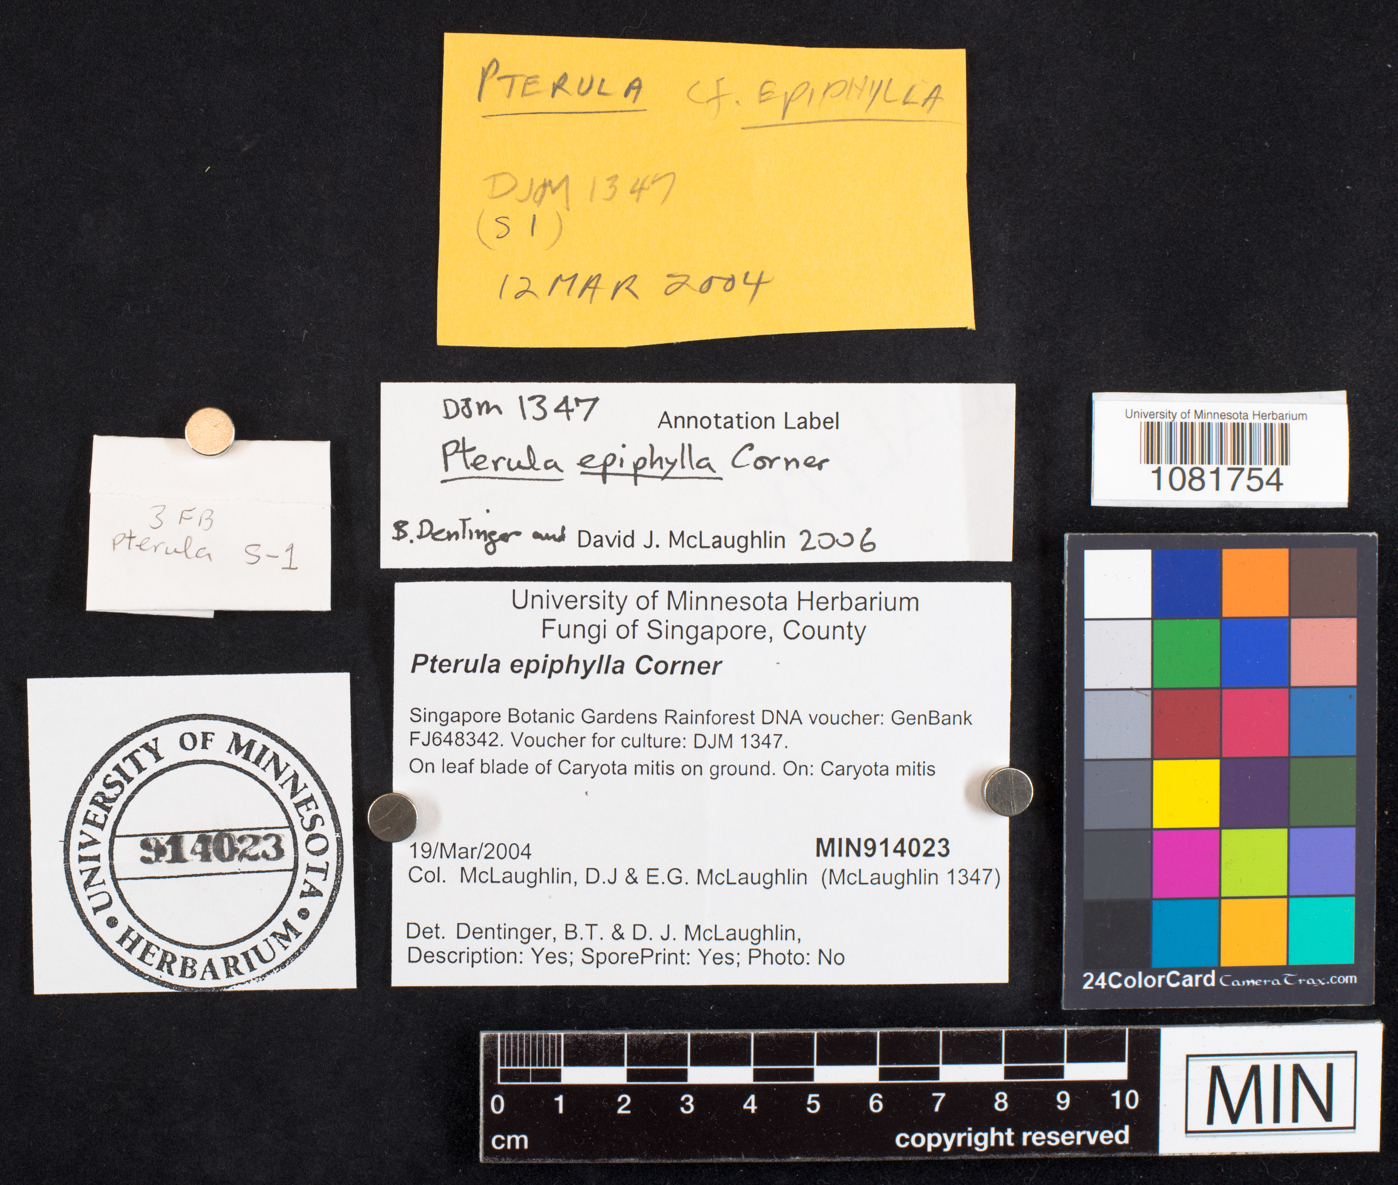 PTERULA cf. EPIPHYLLA
DJM 1347
(S 1)
12 MAR 2004
DJM 1347
Annotation Label
Pterula epiphylla Corner
B. Dentinger and David J. McLaughlin 2006
University of Minnesota Herbarium
1081754
3 FB
pterula S-1
University of Minnesota Herbarium
Fungi of Singapore, County
Pterula epiphylla Corner
Singapore Botanic Gardens Rainforest DNA voucher: GenBank
FJ648342. Voucher for culture: DJM 1347.
On leaf blade of Caryota mitis on ground. On: Caryota mitis
19/Mar/2004
MIN914023
Col. McLaughlin, D.J & E.G. McLaughlin (McLaughlin 1347)
Det. Dentinger, B.T. & D. J. McLaughlin,
Description: Yes; SporePrint: Yes; Photo: No
UNIVERSITY OF MINNESOTA
914023
• HERBARIUM •
24ColorCard CameraTrax.com
0 1 2 3 4 5 6 7 8 9 10
cm
copyright reserved
MIN